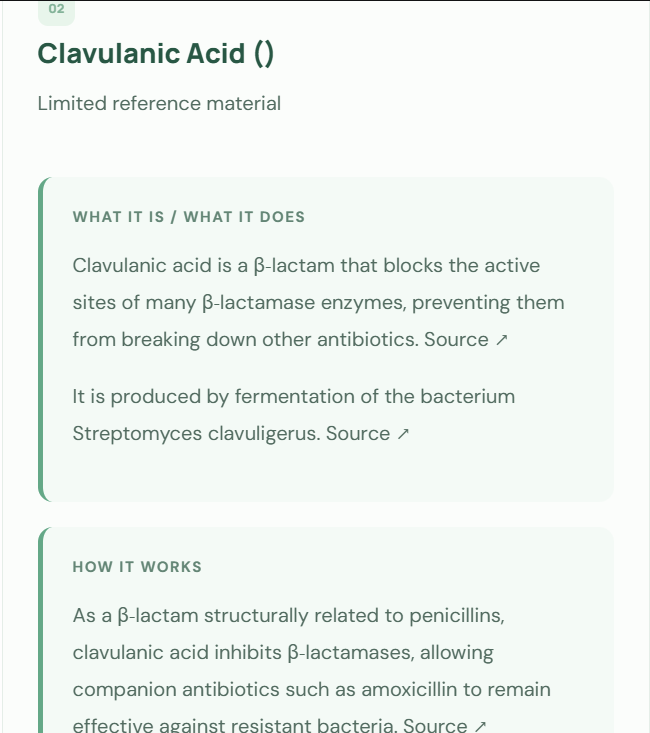 02
Clavulanic Acid ()
Limited reference material
WHAT IT IS / WHAT IT DOES
Clavulanic acid is a β-lactam that blocks the active
sites of many β-lactamase enzymes, preventing them
from breaking down other antibiotics. Source ↗
It is produced by fermentation of the bacterium
Streptomyces clavuligerus. Source ↗
HOW IT WORKS
As a β-lactam structurally related to penicillins,
clavulanic acid inhibits β-lactamases, allowing
companion antibiotics such as amoxicillin to remain
effective against resistant bacteria. Source ↗